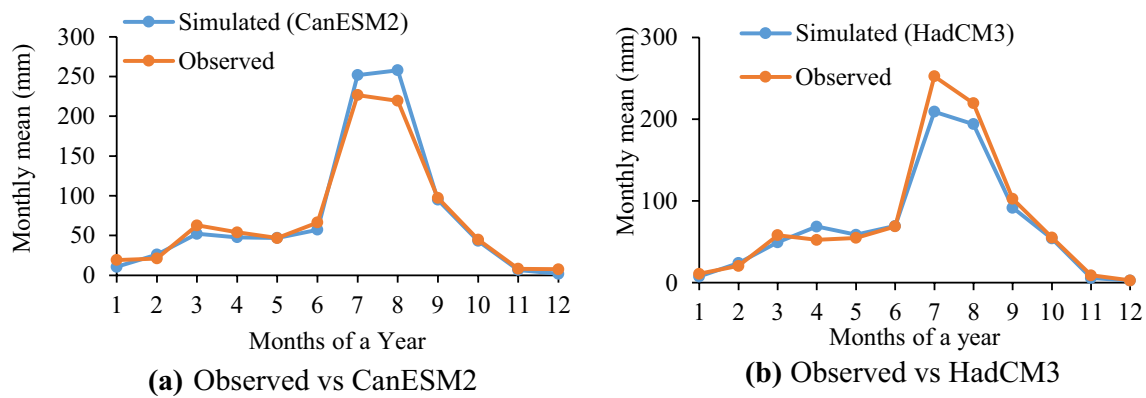 Simulated (CanESM2)
Observed
Monthly mean (mm)
300
250
200
150
100
50
0
1 2 3 4 5 6 7 8 9 10 11 12
Months of a Year
(a) Observed vs CanESM2
Simulated (HadCM3)
Observed
Monthly mean (mm)
300
200
100
0
1 2 3 4 5 6 7 8 9 10 11 12
Months of a year
(b) Observed vs HadCM3